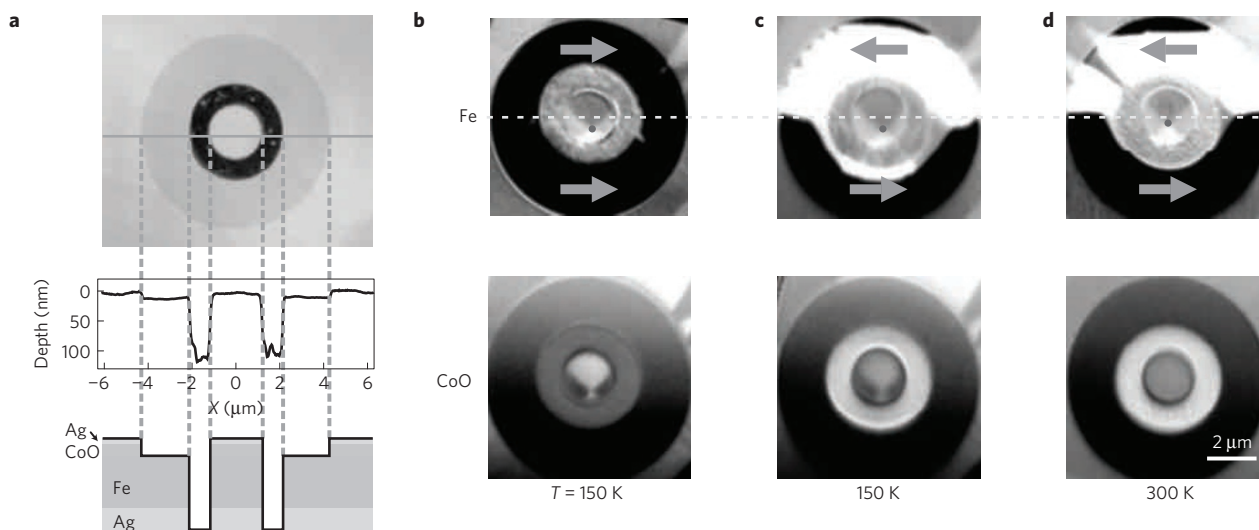 a
b
c
d
Fe
Depth (nm)
0
50
100
−6 −4 −2 0 2 4 6
X (μm)
Ag
CoO
Fe
Ag
CoO
2 μm
T = 150 K
150 K
300 K